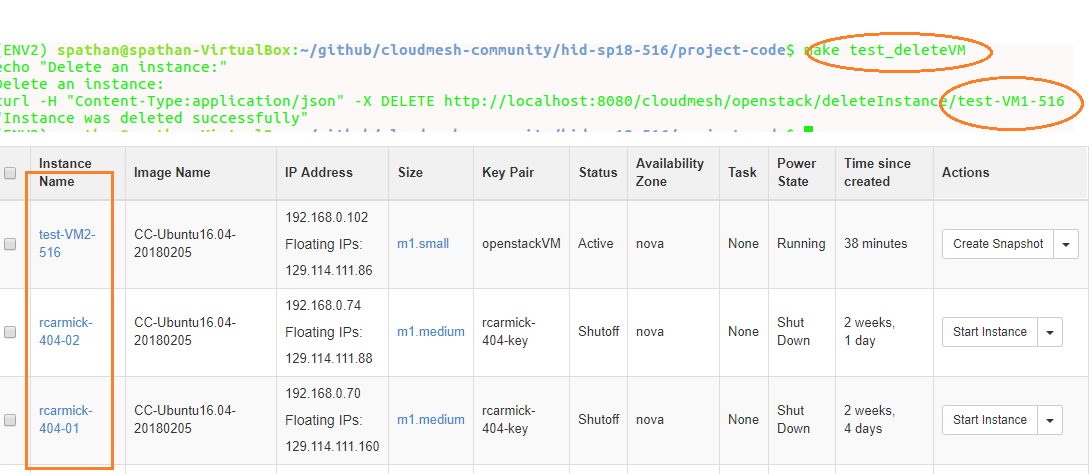 (ENV2) spathan@spathan-VirtualBox:~/github/cloudmesh-community/hid-sp18-516/project-code$ make test_deleteVM
echo "Delete an instance:"
Delete an instance:
curl -H "Content-Type:application/json" -X DELETE http://localhost:8080/cloudmesh/openstack/deleteInstance/test-VM1-516
"Instance was deleted successfully"
(ENV2)
Instance Name Image Name IP Address Size Key Pair Status Availability Zone Task Power State Time since created Actions
test-VM2-516 CC-Ubuntu16.04-20180205 192.168.0.102 Floating IPs: 129.114.111.86 m1.small openstackVM Active nova None Running 38 minutes Create Snapshot
rcarmick-404-02 CC-Ubuntu16.04-20180205 192.168.0.74 Floating IPs: 129.114.111.88 m1.medium rcarmick-404-key Shutoff nova None Shut Down 2 weeks, 1 day Start Instance
rcarmick-404-01 CC-Ubuntu16.04-20180205 192.168.0.70 Floating IPs: 129.114.111.160 m1.medium rcarmick-404-key Shutoff nova None Shut Down 2 weeks, 4 days Start Instance